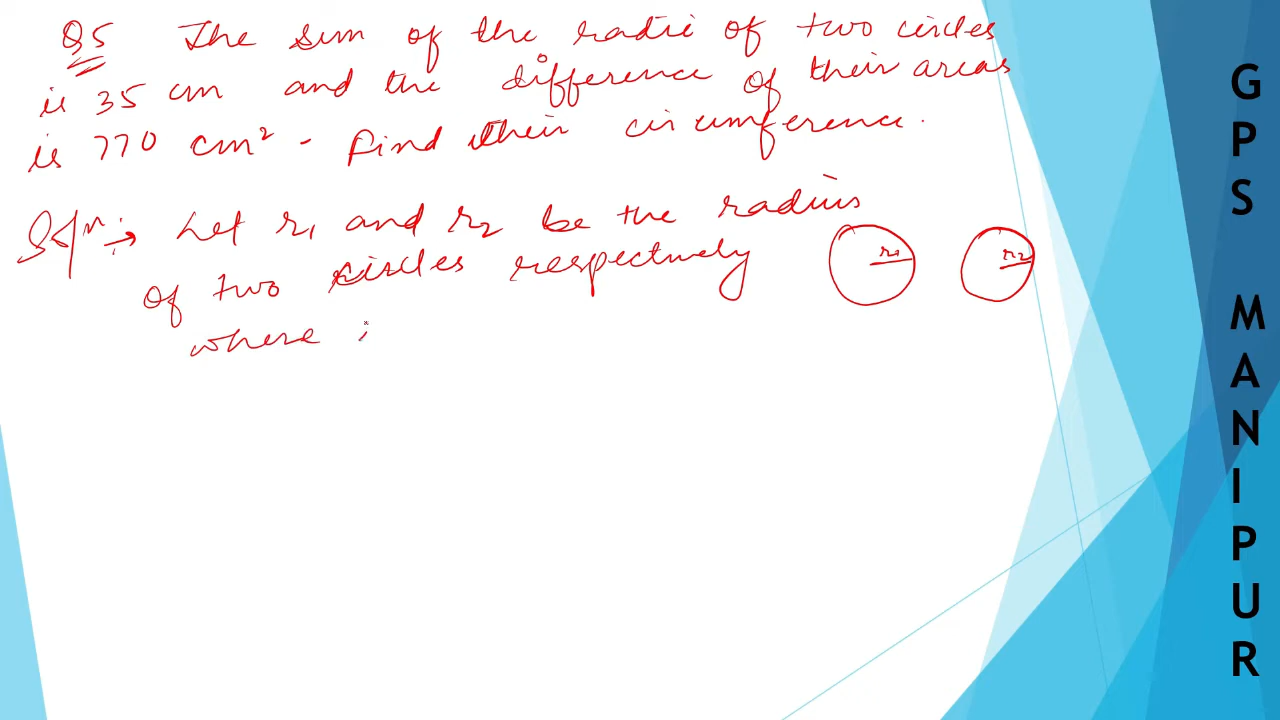 Q5 The sum of the radii of two circles
is 35 cm and the difference of their areas
is 770 cm² - Find their circumference.
Solⁿ :→ Let r₁ and r₂ be the radius
of two circles respectively
where
r₁
r₂
GPS MANIPUR